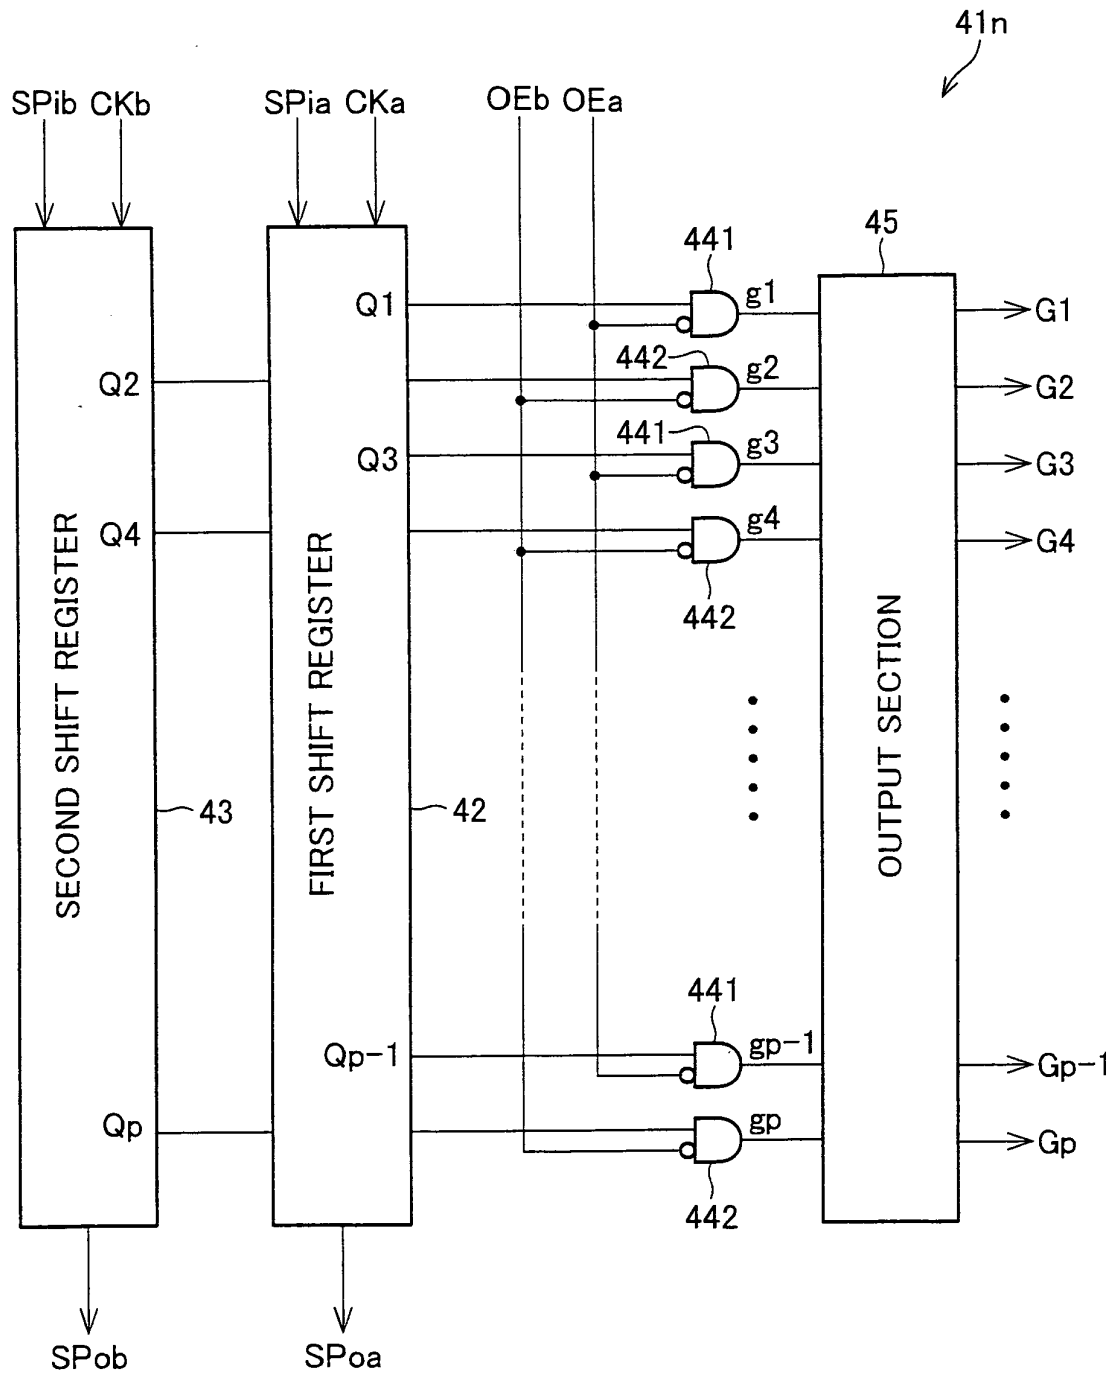 41n
SPib CKb SPia CKa OEb OEa
45
441
Q1 g1 G1
442
Q2 g2 G2
441
Q3 g3 G3
Q4 g4 G4
442
SECOND SHIFT REGISTER
FIRST SHIFT REGISTER
OUTPUT SECTION
43 42
441
Qp-1 gp-1 Gp-1
Qp gp Gp
442
SPob SPoa